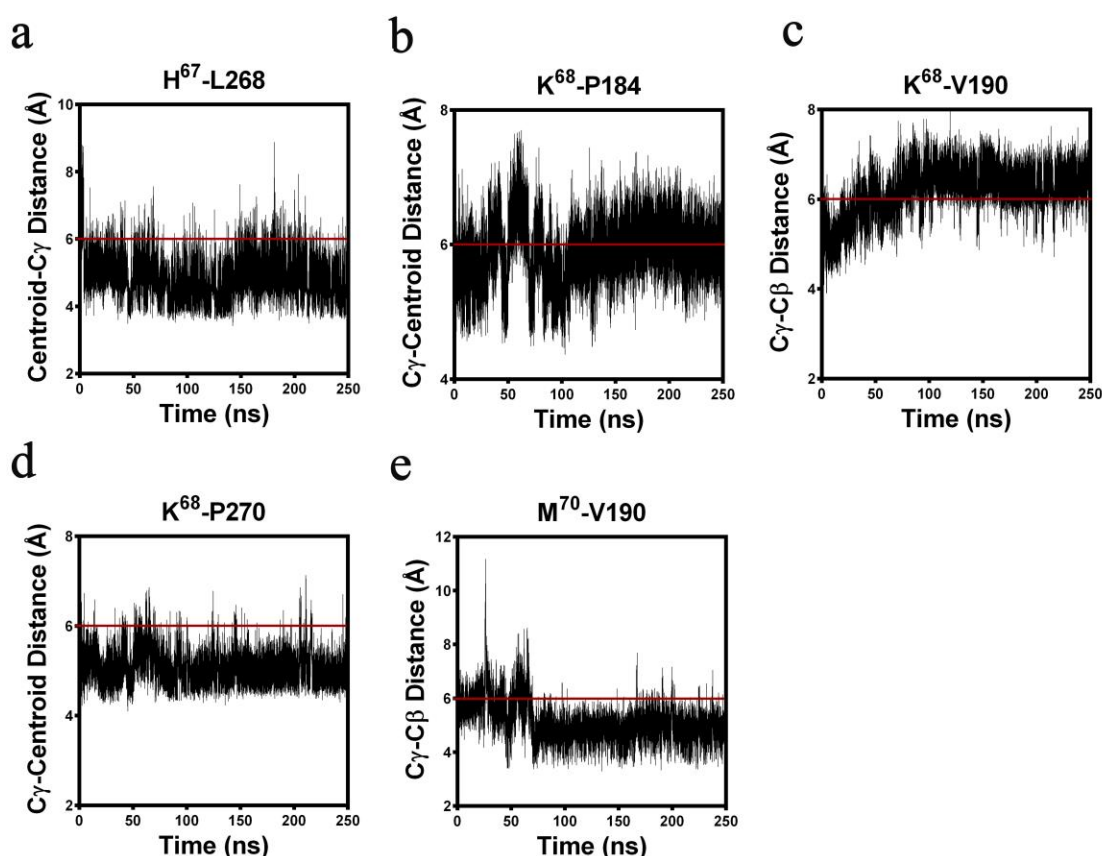 a
H⁶⁷-L268
Centroid-Cγ Distance (Å)
10
8
6
4
2
0 50 100 150 200 250
Time (ns)
b
K⁶⁸-P184
Cγ-Centroid Distance (Å)
8
6
4
0 50 100 150 200 250
Time (ns)
c
K⁶⁸-V190
Cγ-Cβ Distance (Å)
8
6
4
2
0 50 100 150 200 250
Time (ns)
d
K⁶⁸-P270
Cγ-Centroid Distance (Å)
8
6
4
2
0 50 100 150 200 250
Time (ns)
e
M⁷⁰-V190
Cγ-Cβ Distance (Å)
12
10
8
6
4
2
0 50 100 150 200 250
Time (ns)